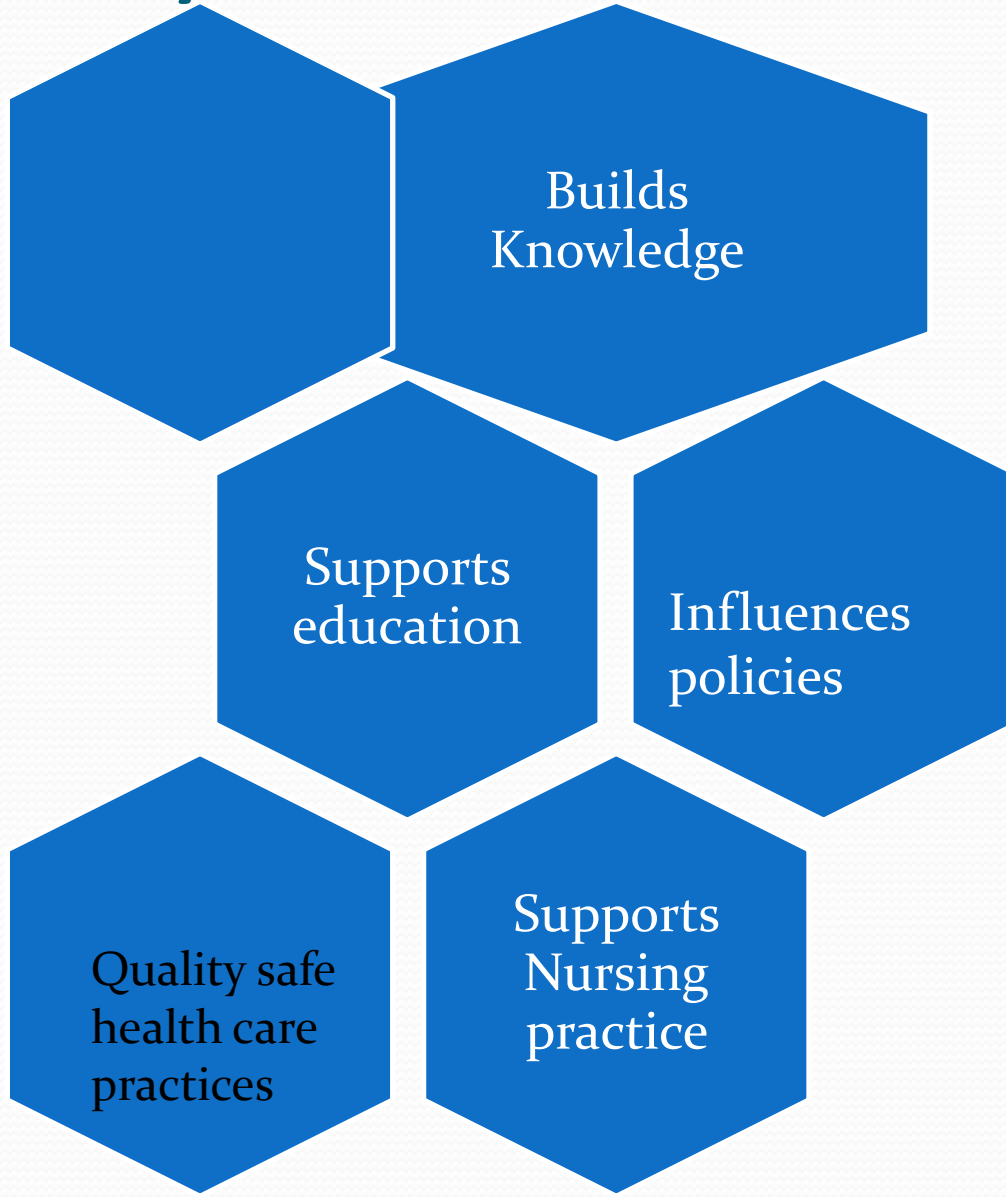 Builds
Knowledge
Supports
education
Influences
policies
Quality safe
health care
practices
Supports
Nursing
practice